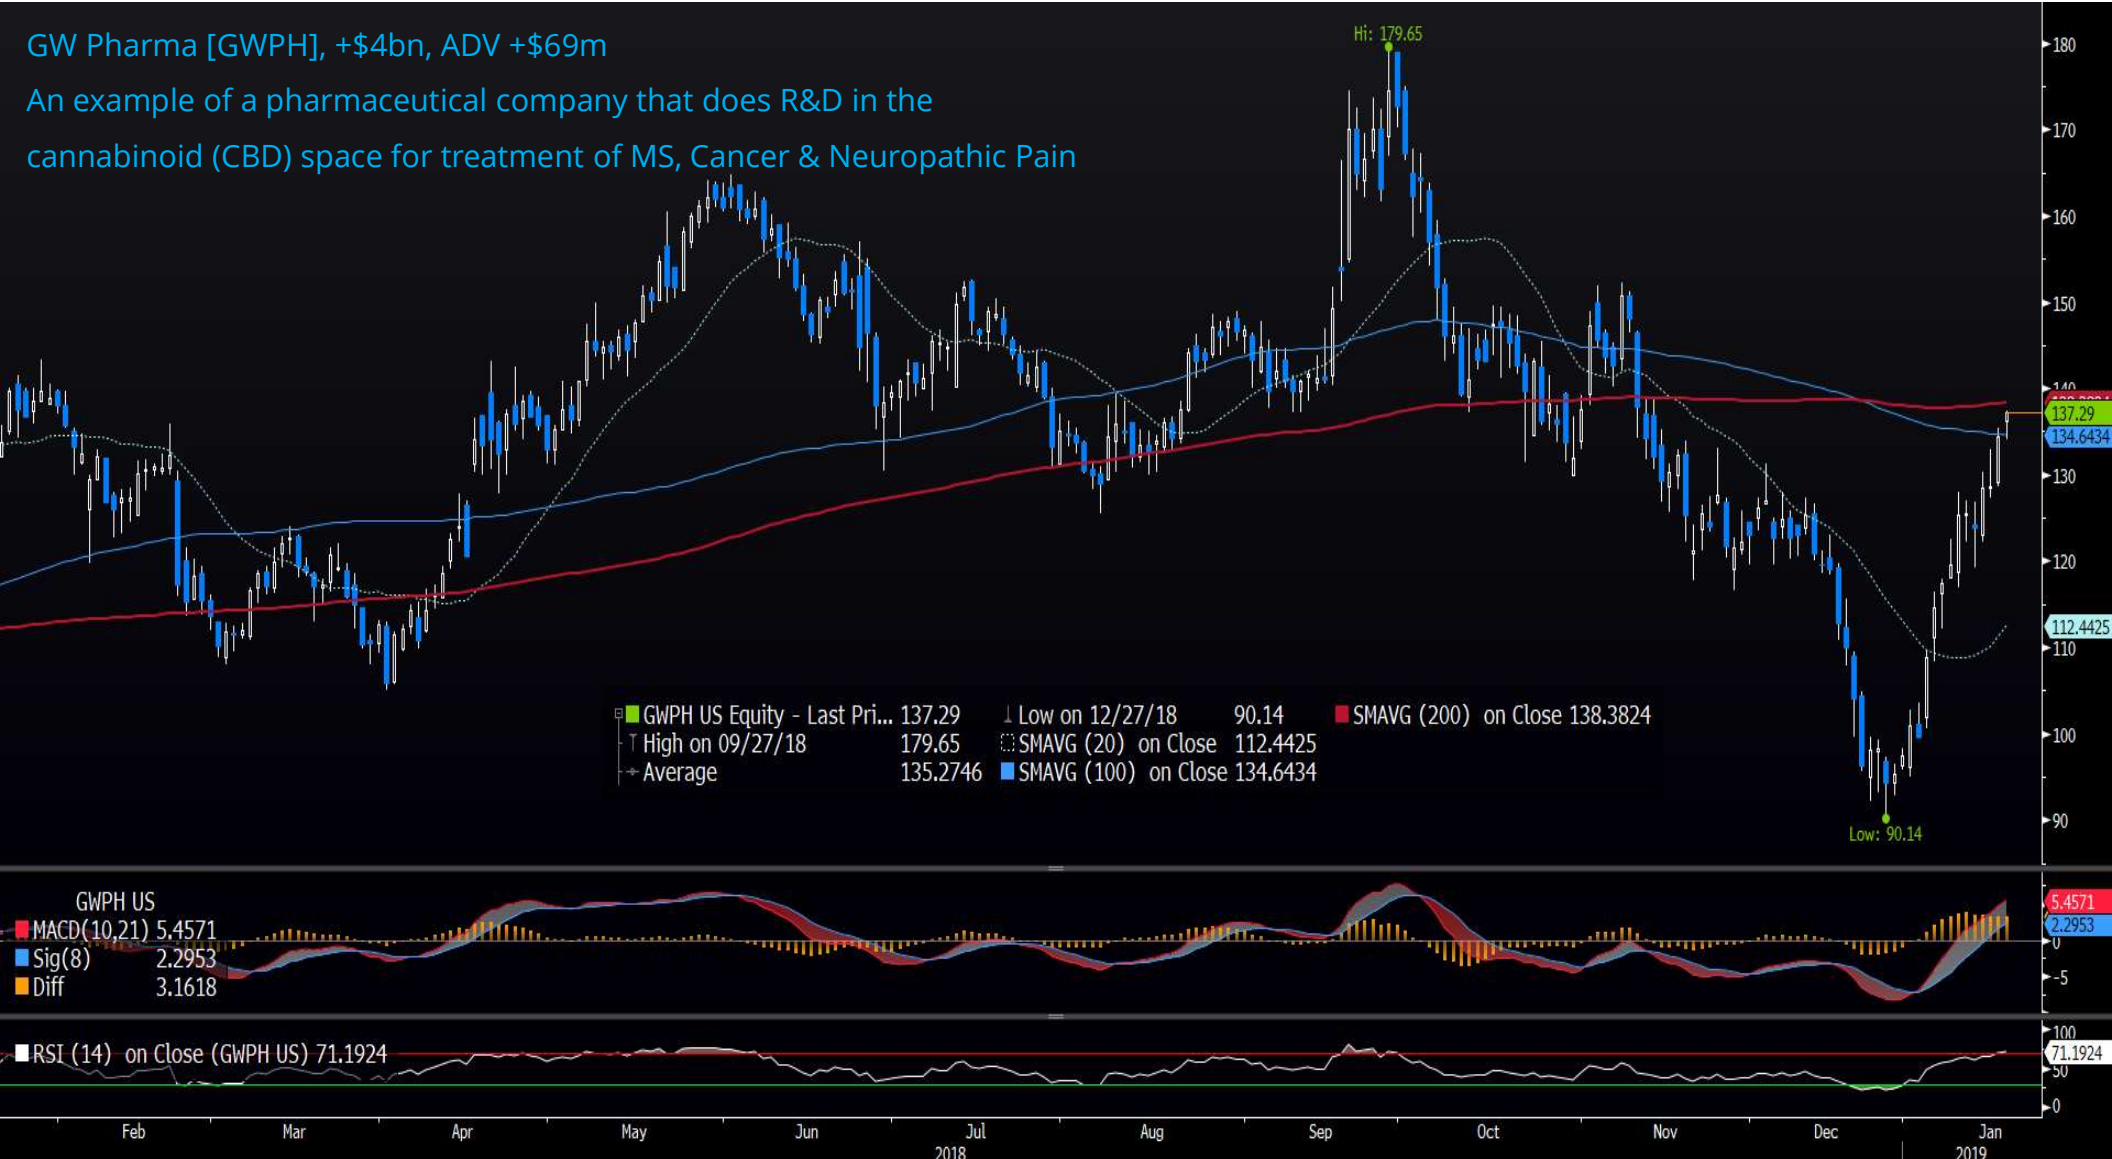 GW Pharma [GWPH], +$4bn, ADV +$69m
An example of a pharmaceutical company that does R&D in the
cannabinoid (CBD) space for treatment of MS, Cancer & Neuropathic Pain
Hi: 179.65
180
170
160
150
140
137.29
134.6434
130
120
112.4425
110
100
90
Low: 90.14
GWPH US Equity - Last Pri... 137.29 Low on 12/27/18 90.14 SMAVG (200) on Close 138.3824
High on 09/27/18 179.65 SMAVG (20) on Close 112.4425
Average 135.2746 SMAVG (100) on Close 134.6434
GWPH US
MACD(10,21) 5.4571
Sig(8) 2.2953
Diff 3.1618
5.4571
2.2953
0
-5
RSI (14) on Close (GWPH US) 71.1924
100
71.1924
50
0
Feb Mar Apr May Jun Jul Aug Sep Oct Nov Dec Jan
2018 2019